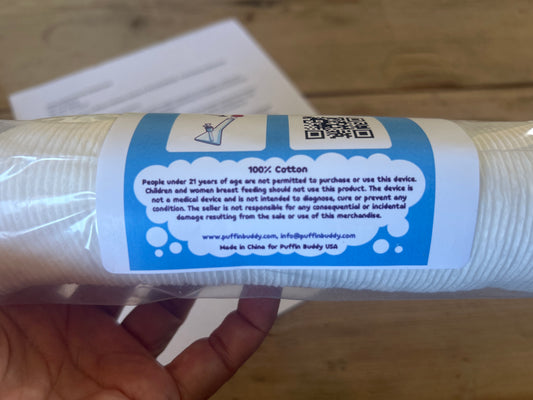 100% Cotton
People under 21 years of age are not permitted to purchase or use this device.
Children and women breast feeding should not use this product. The device is
not a medical device and is not intended to diagnose, cure or prevent any
condition. The seller is not responsible for any consequential or incidental
damage resulting from the sale or use of this merchandise.
www.puffinbuddy.com, info@puffinbuddy.com
Made in China for Puffin Buddy USA